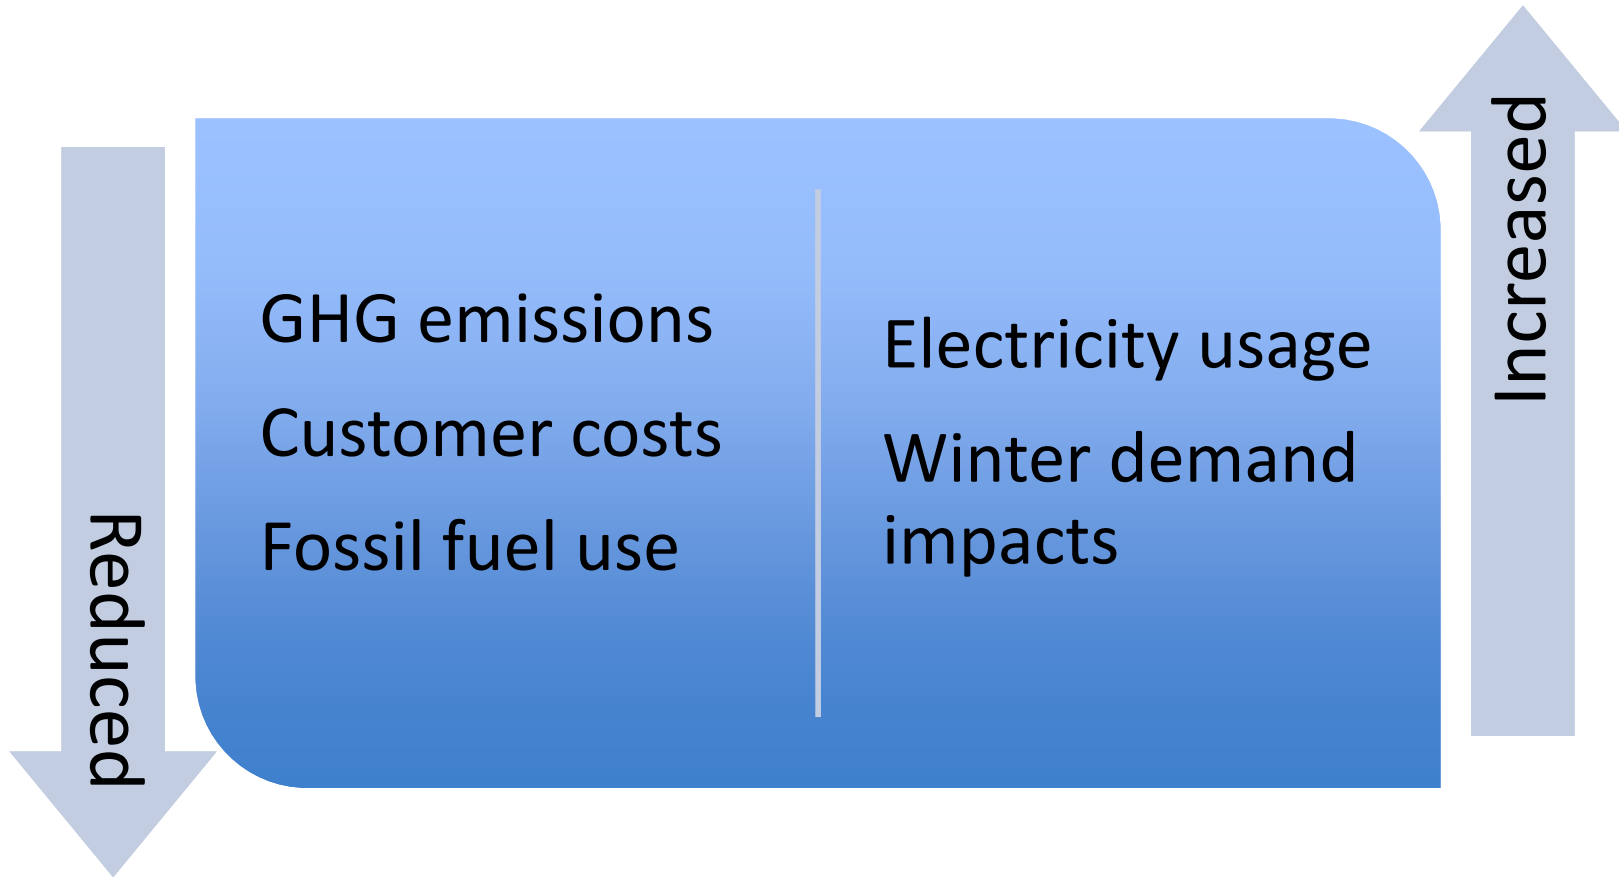 Reduced
GHG emissions
Customer costs
Fossil fuel use
Electricity usage
Winter demand
impacts
Increased